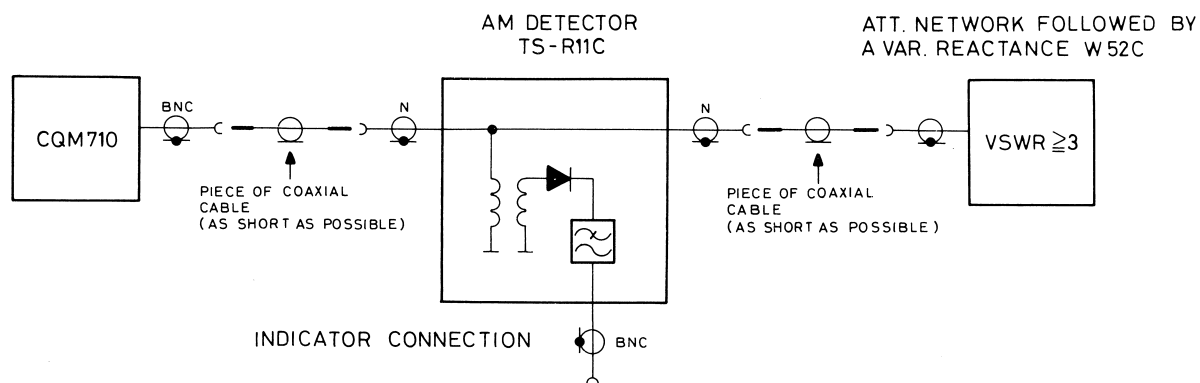 AM DETECTOR
TS-R11C
ATT. NETWORK FOLLOWED BY
A VAR. REACTANCE W52C
CQM710
BNC
N
N
VSWR ≧3
PIECE OF COAXIAL
CABLE
(AS SHORT AS POSSIBLE)
PIECE OF COAXIAL
CABLE
(AS SHORT AS POSSIBLE)
INDICATOR CONNECTION
BNC